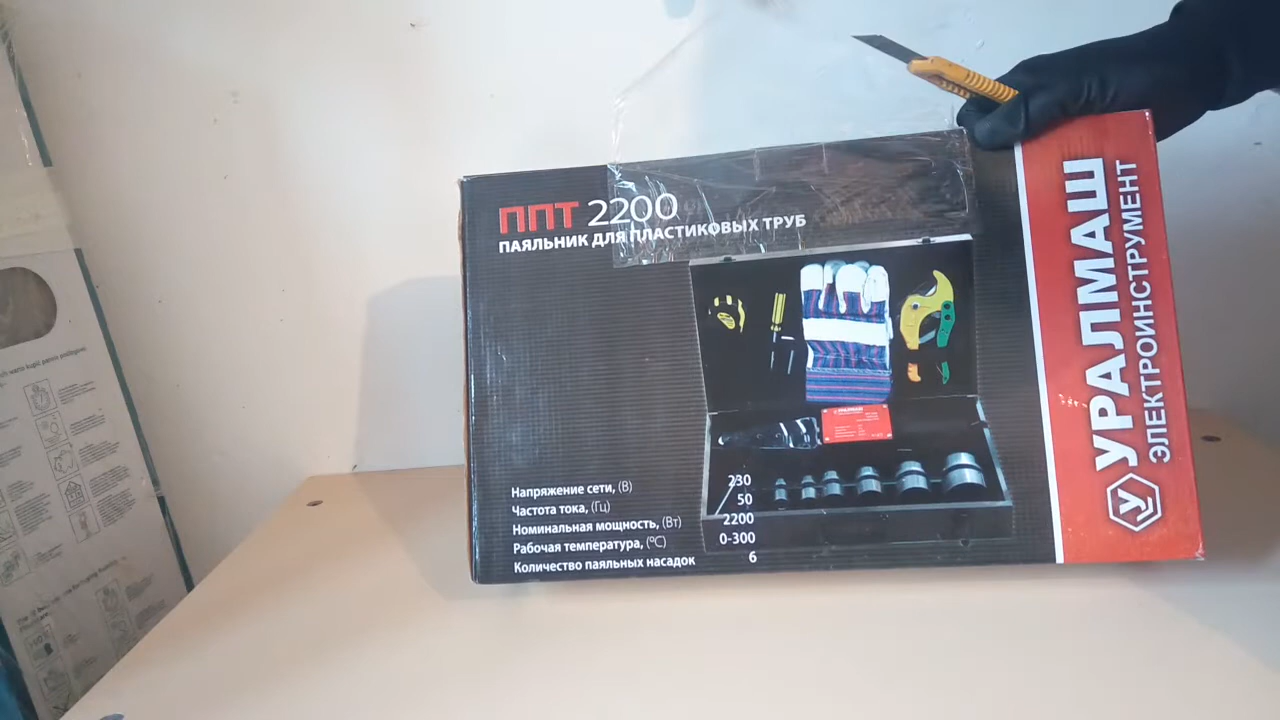 ППТ 2200
ПАЯЛЬНИК ДЛЯ ПЛАСТИКОВЫХ ТРУБ
Напряжение сети, (В) 230
Частота тока, (Гц) 50
Номинальная мощность, (Вт) 2200
Рабочая температура, (°С) 0-300
Количество паяльных насадок 6
УРАЛМАШ
ЭЛЕКТРОИНСТРУМЕНТ